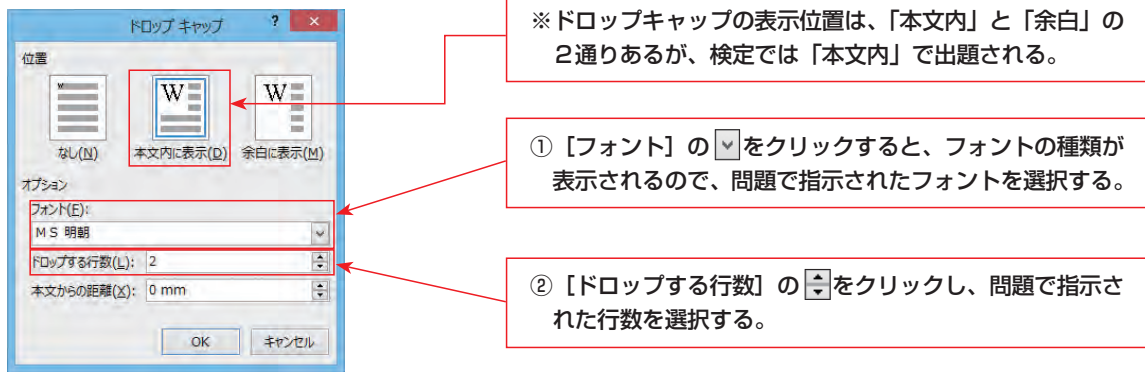 ドロップ キャップ
?
×
位置
W
W
W
なし(N)
本文内に表示(D)
余白に表示(M)
オプション
フォント(F):
ＭＳ 明朝
ドロップする行数(L): 2
本文からの距離(X): 0 mm
OK
キャンセル
※ドロップキャップの表示位置は、「本文内」と「余白」の
２通りあるが、検定では「本文内」で出題される。
①［フォント］の をクリックすると、フォントの種類が
表示されるので、問題で指示されたフォントを選択する。
②［ドロップする行数］の をクリックし、問題で指示さ
れた行数を選択する。